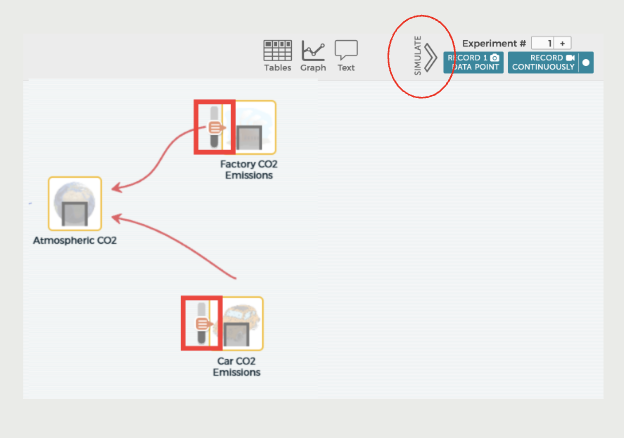 SIMULATE
Experiment # 1 +
Tables Graph Text
RECORD 1
DATA POINT
RECORD
CONTINUOUSLY
Factory CO2
Emissions
Atmospheric CO2
Car CO2
Emissions